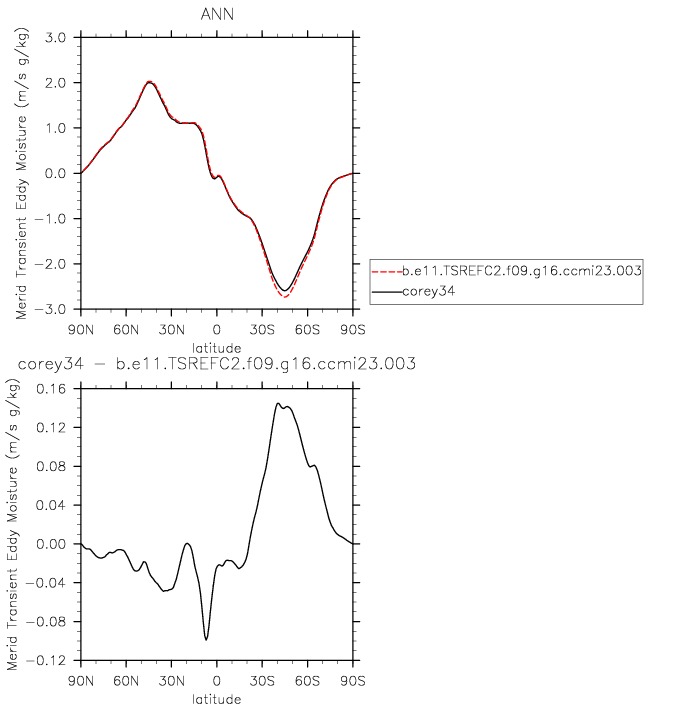 ANN
Merid Transient Eddy Moisture (m/s g/kg)
3.0
2.0
1.0
0.0
−1.0
−2.0
−3.0
90N 60N 30N 0 30S 60S 90S
latitude
b.e11.TSREFC2.f09.g16.ccmi23.003
corey34
corey34 − b.e11.TSREFC2.f09.g16.ccmi23.003
Merid Transient Eddy Moisture (m/s g/kg)
0.16
0.12
0.08
0.04
0.00
−0.04
−0.08
−0.12
90N 60N 30N 0 30S 60S 90S
latitude